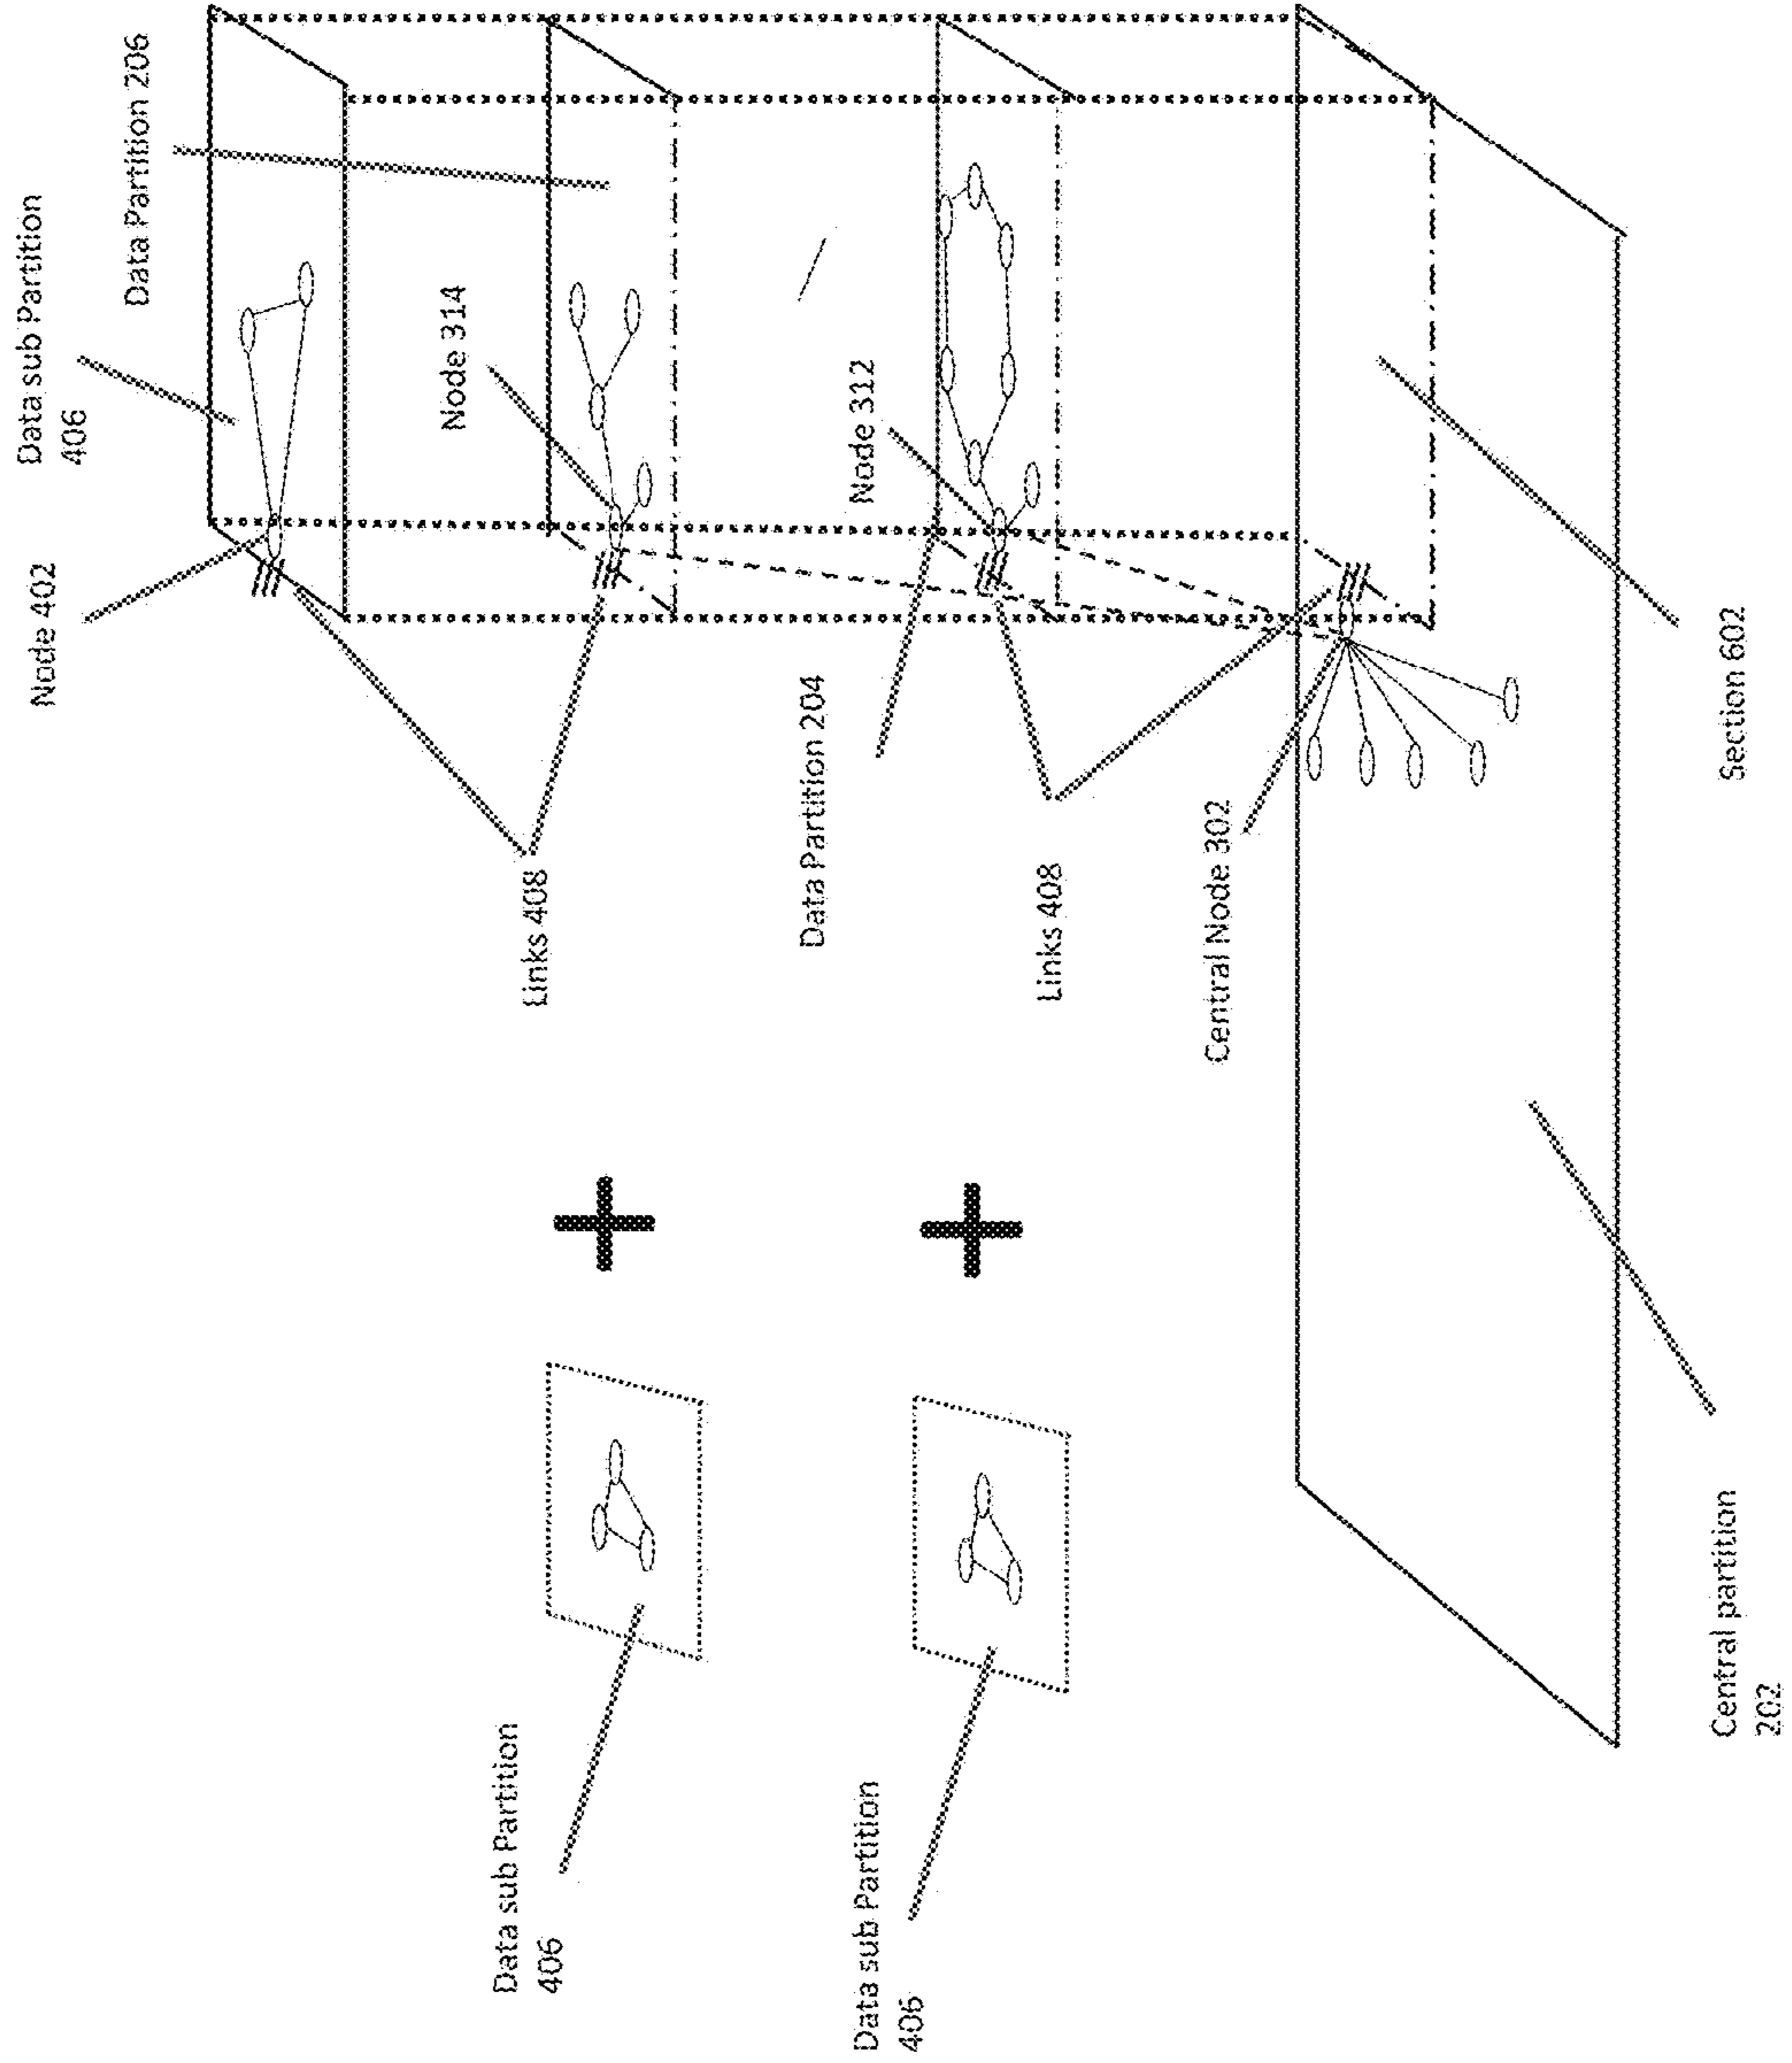 Data sub Partition
406
Data Partition 206
Node 402
Node 314
Node 312
Links 408
Data Partition 204
Links 408
Central Node 302
Section 602
Data sub Partition
406
Data sub Partition
406
Central partition
202